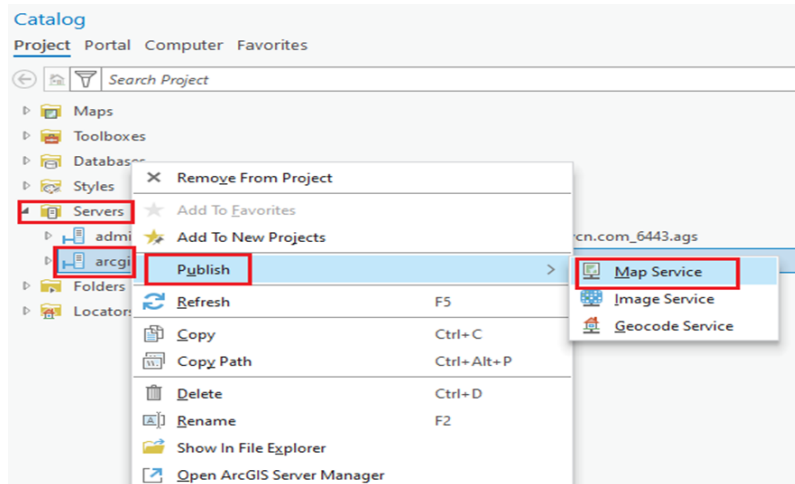 Catalog
Project Portal Computer Favorites
Search Project
Maps
Toolboxes
Databases
Styles
Servers
admi
rcn.com_6443.ags
arcgi
Folders
Locators
Remove From Project
Add To Favorites
Add To New Projects
Publish
Refresh F5
Copy Ctrl+C
Copy Path Ctrl+Alt+P
Delete Ctrl+D
Rename F2
Show In File Explorer
Open ArcGIS Server Manager
Map Service
Image Service
Geocode Service